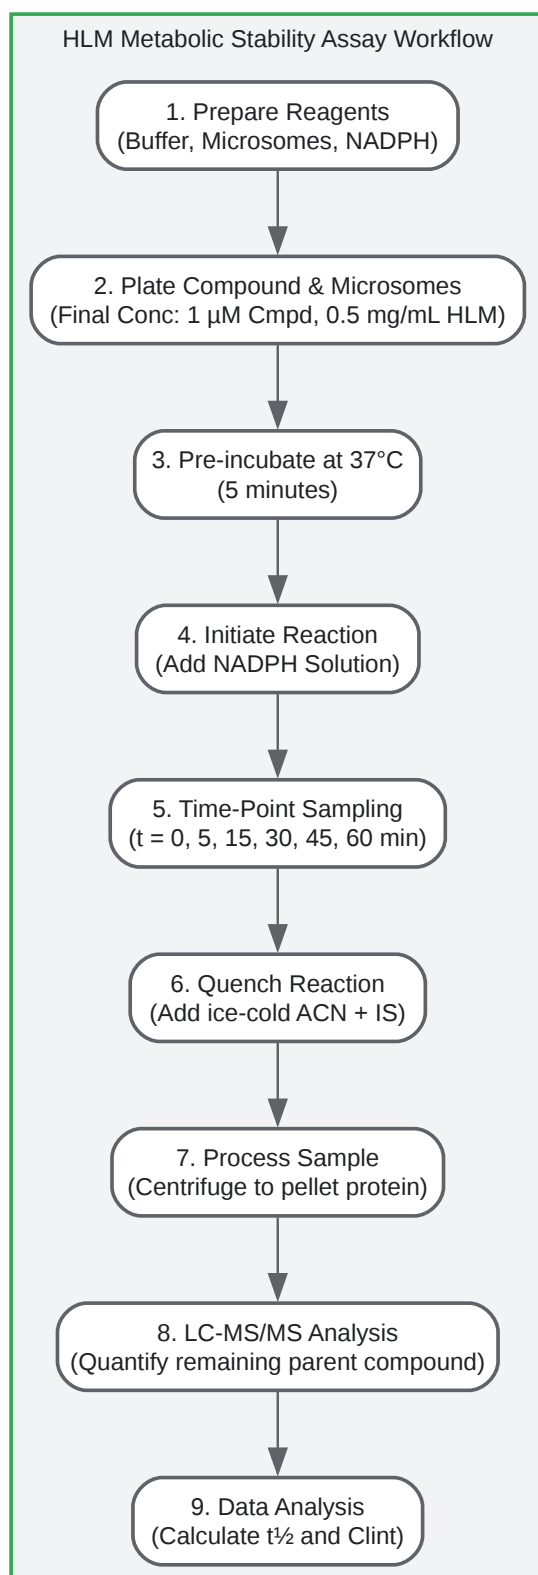 HLM Metabolic Stability Assay Workflow
1. Prepare Reagents
(Buffer, Microsomes, NADPH)
2. Plate Compound & Microsomes
(Final Conc: 1 µM Cmpd, 0.5 mg/mL HLM)
3. Pre-incubate at 37°C
(5 minutes)
4. Initiate Reaction
(Add NADPH Solution)
5. Time-Point Sampling
(t = 0, 5, 15, 30, 45, 60 min)
6. Quench Reaction
(Add ice-cold ACN + IS)
7. Process Sample
(Centrifuge to pellet protein)
8. LC-MS/MS Analysis
(Quantify remaining parent compound)
9. Data Analysis
(Calculate t½ and Clint)